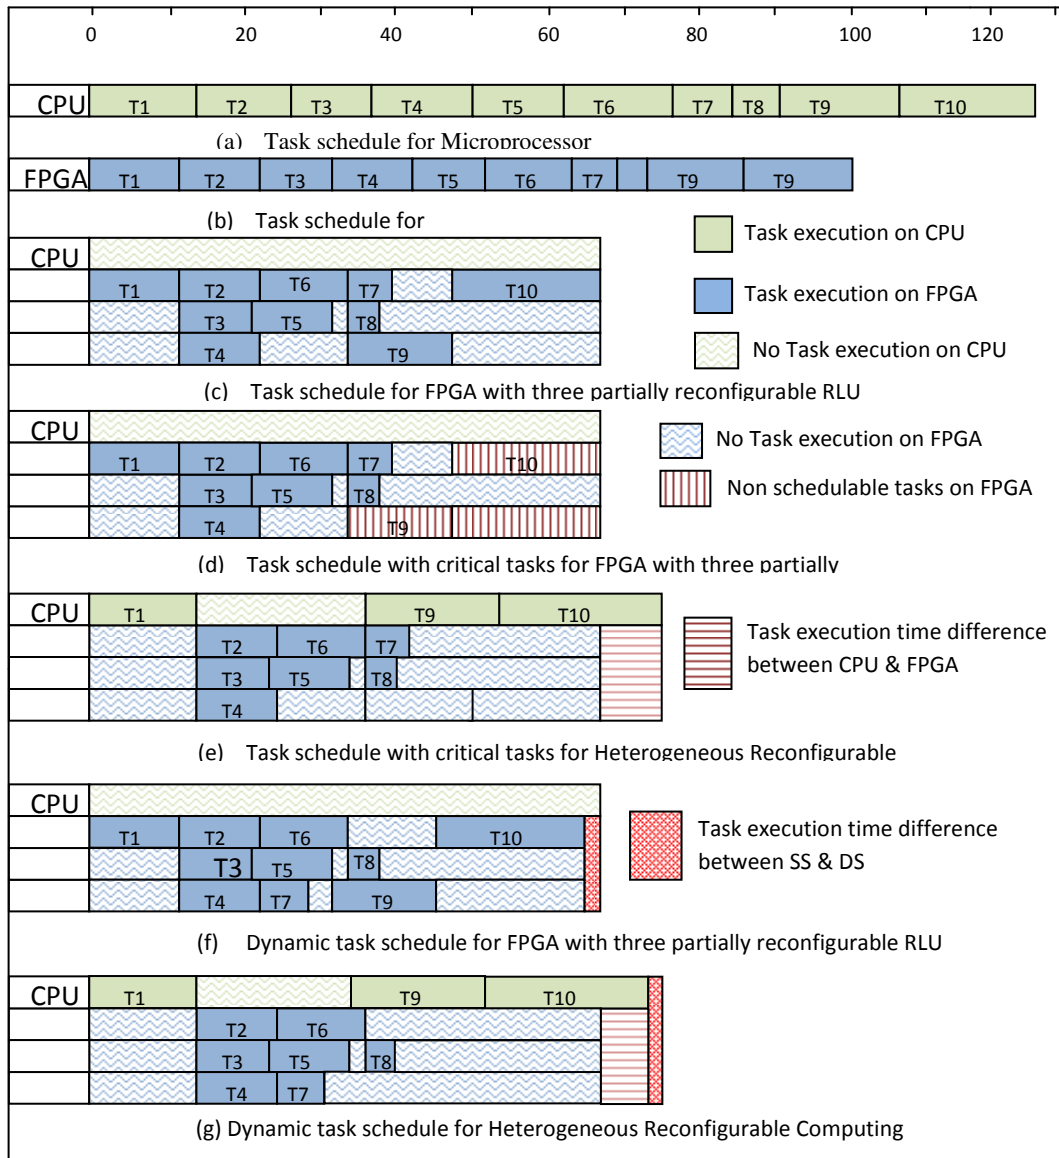 0 20 40 60 80 100 120
CPU T1 T2 T3 T4 T5 T6 T7 T8 T9 T10
(a) Task schedule for Microprocessor
FPGA T1 T2 T3 T4 T5 T6 T7 T9 T9
(b) Task schedule for
Task execution on CPU
Task execution on FPGA
No Task execution on CPU
CPU
T1 T2 T6 T7 T10
T3 T5 T8
T4 T9
(c) Task schedule for FPGA with three partially reconfigurable RLU
No Task execution on FPGA
Non schedulable tasks on FPGA
CPU
T1 T2 T6 T7 T10
T3 T5 T8
T4 T9
(d) Task schedule with critical tasks for FPGA with three partially
CPU T1 T9 T10
T2 T6 T7
T3 T5 T8
T4
Task execution time difference
between CPU & FPGA
(e) Task schedule with critical tasks for Heterogeneous Reconfigurable
CPU
T1 T2 T6 T10
T3 T5 T8
T4 T7 T9
Task execution time difference
between SS & DS
(f) Dynamic task schedule for FPGA with three partially reconfigurable RLU
CPU T1 T9 T10
T2 T6
T3 T5 T8
T4 T7
(g) Dynamic task schedule for Heterogeneous Reconfigurable Computing